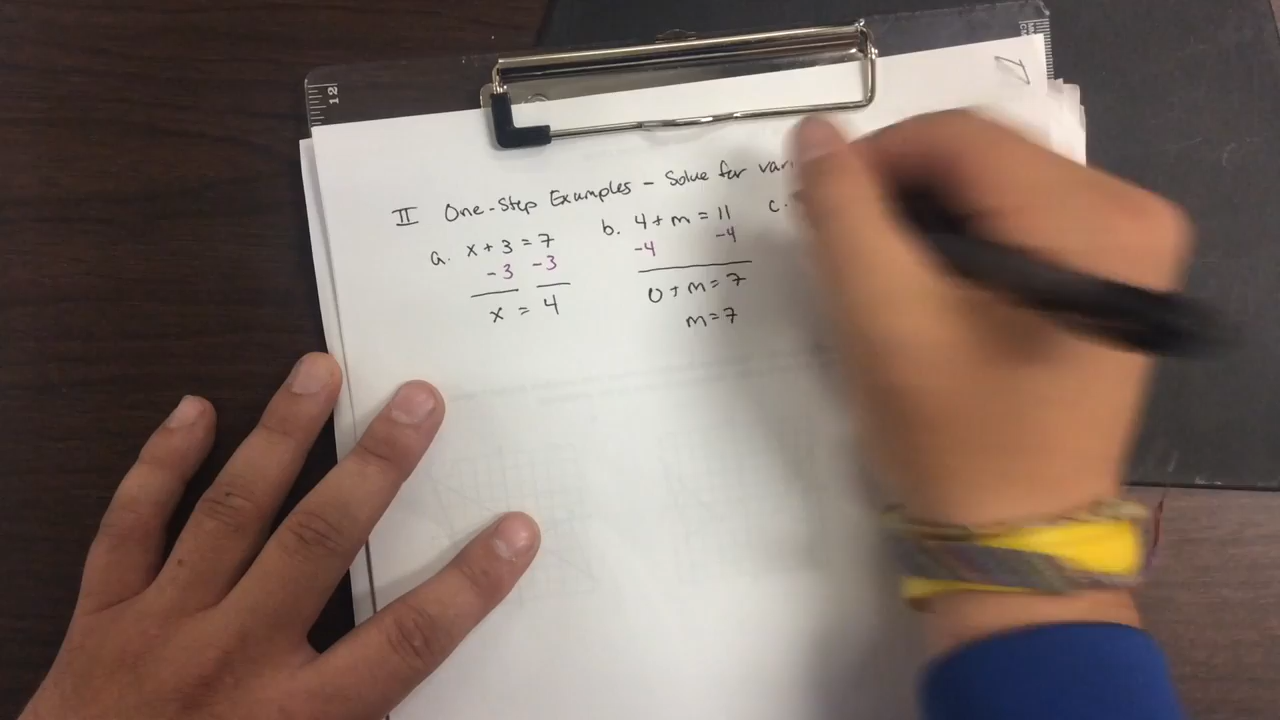 12
II One-Step Examples - Solve for
a. x + 3 = 7
-3 -3
x = 4
b. 4 + m = 11
-4 -4
0 + m = 7
m = 7
c.